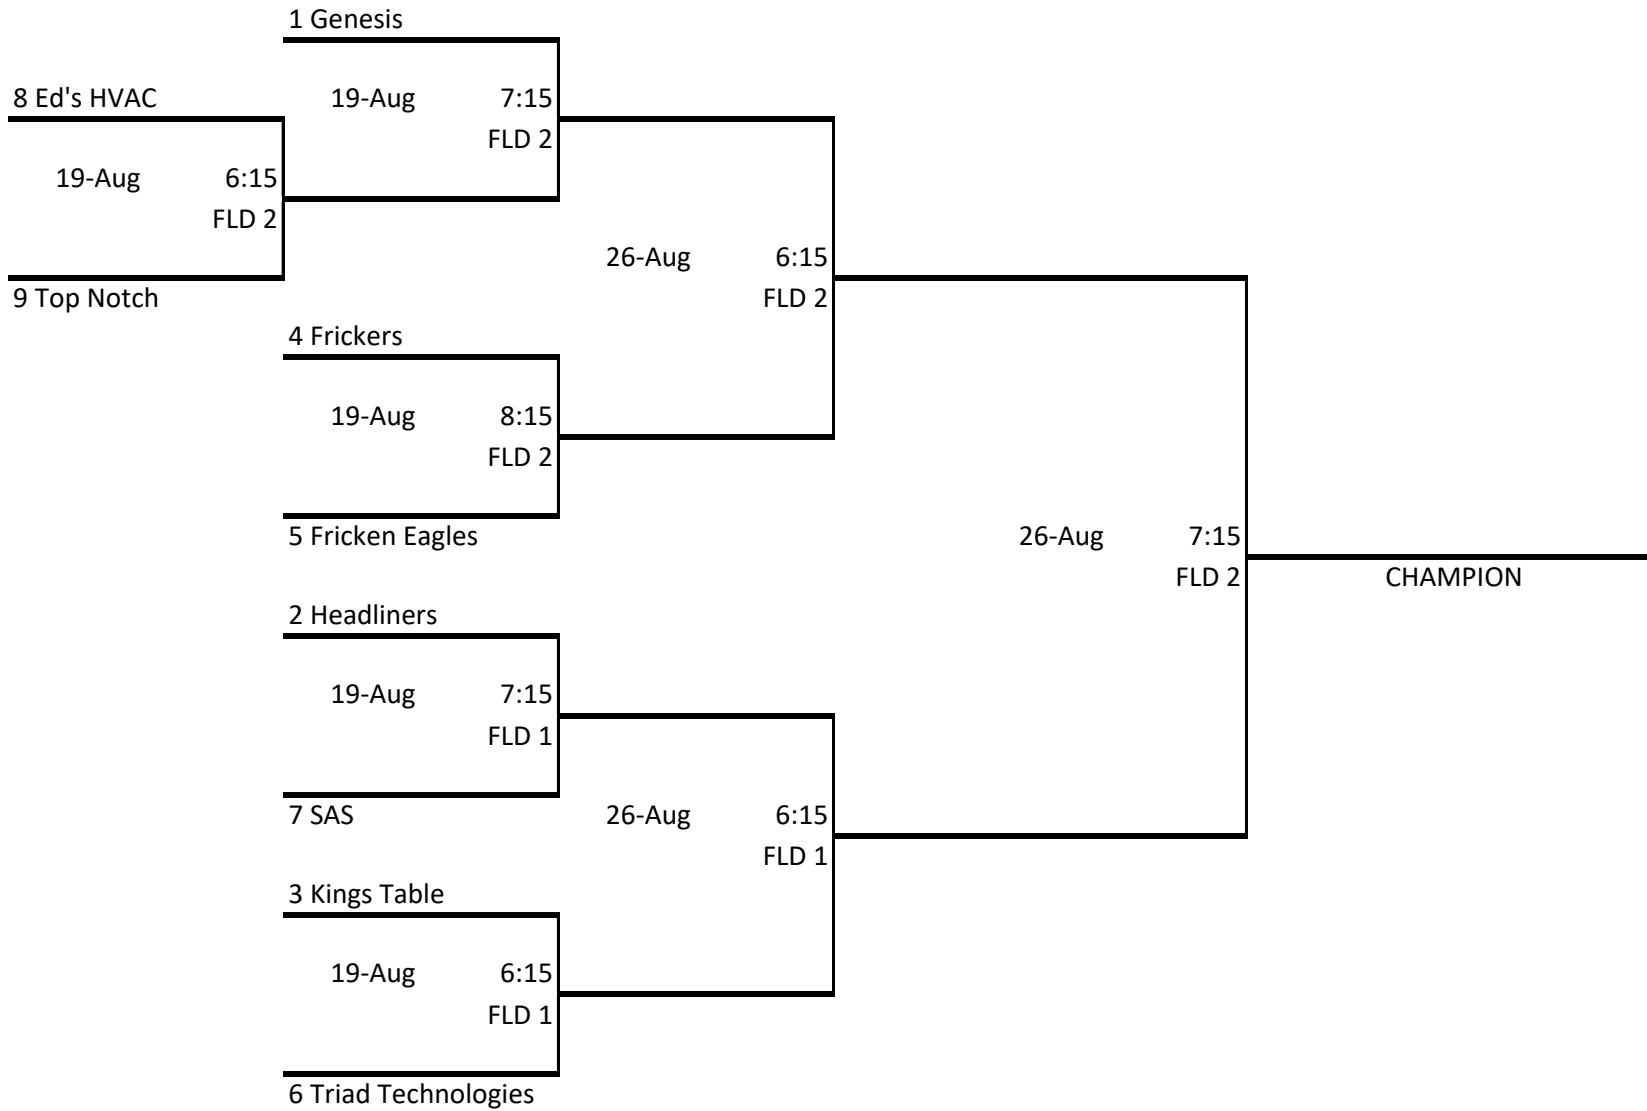 1 Genesis
8 Ed's HVAC
19-Aug 7:15
FLD 2
19-Aug 6:15
FLD 2
26-Aug 6:15
FLD 2
9 Top Notch
4 Frickers
19-Aug 8:15
FLD 2
5 Fricken Eagles
26-Aug 7:15
FLD 2
CHAMPION
2 Headliners
19-Aug 7:15
FLD 1
7 SAS
26-Aug 6:15
FLD 1
3 Kings Table
19-Aug 6:15
FLD 1
6 Triad Technologies